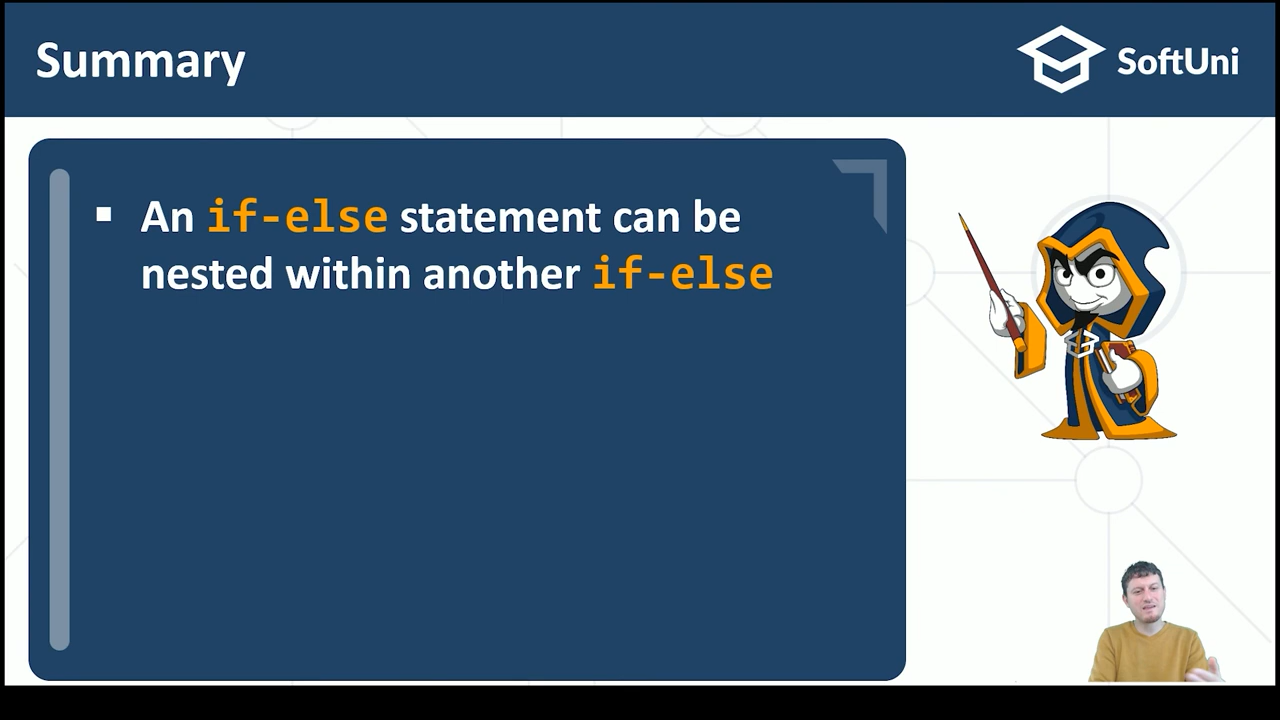 Summary
SoftUni
▪ An if-else statement can be
nested within another if-else